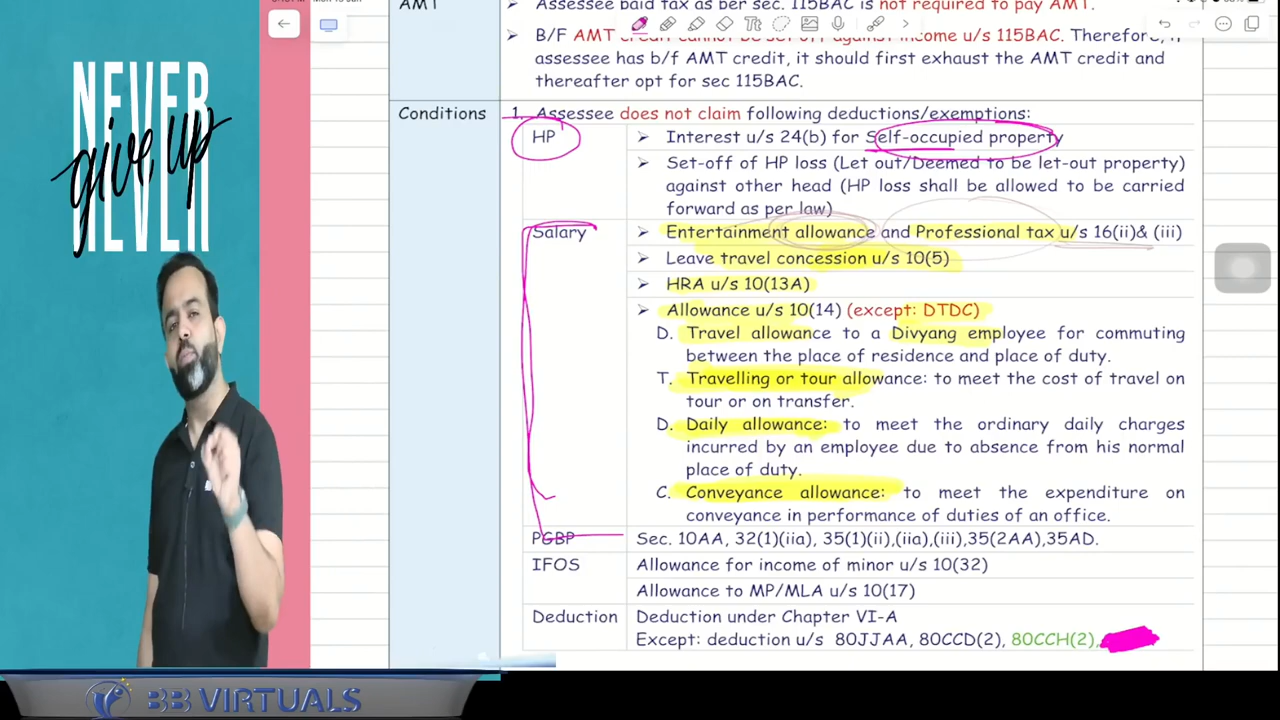 AMT
Assessee paid tax as per sec. 115BAC is not required to pay AMT.
B/F AMT credit cannot be set off against income u/s 115BAC. Therefore, if
assessee has b/f AMT credit, it should first exhaust the AMT credit and
thereafter opt for sec 115BAC.
Conditions
1. Assessee does not claim following deductions/exemptions:
HP
➤ Interest u/s 24(b) for Self-occupied property
➤ Set-off of HP loss (Let out/Deemed to be let-out property)
against other head (HP loss shall be allowed to be carried
forward as per law)
Salary
➤ Entertainment allowance and Professional tax u/s 16(ii)& (iii)
➤ Leave travel concession u/s 10(5)
➤ HRA u/s 10(13A)
➤ Allowance u/s 10(14) (except: DTDC)
D. Travel allowance to a Divyang employee for commuting
between the place of residence and place of duty.
T. Travelling or tour allowance: to meet the cost of travel on
tour or on transfer.
D. Daily allowance: to meet the ordinary daily charges
incurred by an employee due to absence from his normal
place of duty.
C. Conveyance allowance: to meet the expenditure on
conveyance in performance of duties of an office.
PGBP
Sec. 10AA, 32(1)(iia), 35(1)(ii),(iia),(iii),35(2AA),35AD.
IFOS
Allowance for income of minor u/s 10(32)
Allowance to MP/MLA u/s 10(17)
Deduction
Deduction under Chapter VI-A
Except: deduction u/s 80JJAA, 80CCD(2), 80CCH(2),
NEVER
give up
NEVER
BB VIRTUALS